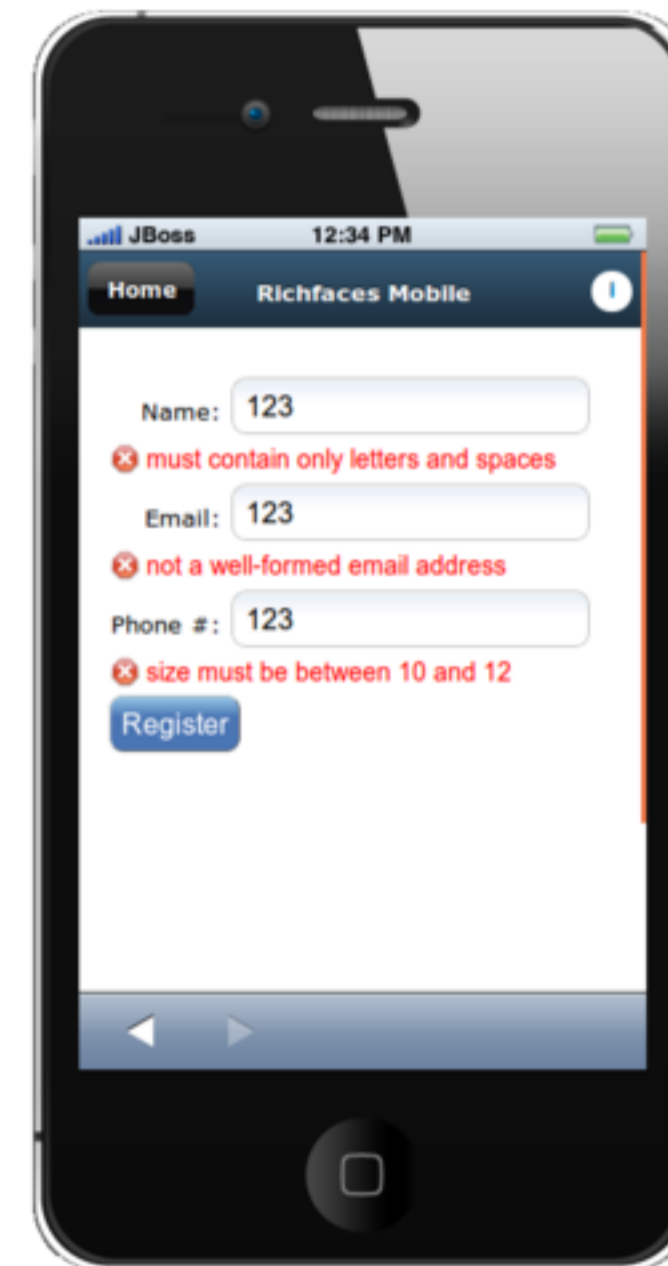 JBoss 12:34 PM
Home Richfaces Mobile I
Name: 123
must contain only letters and spaces
Email: 123
not a well-formed email address
Phone #: 123
size must be between 10 and 12
Register